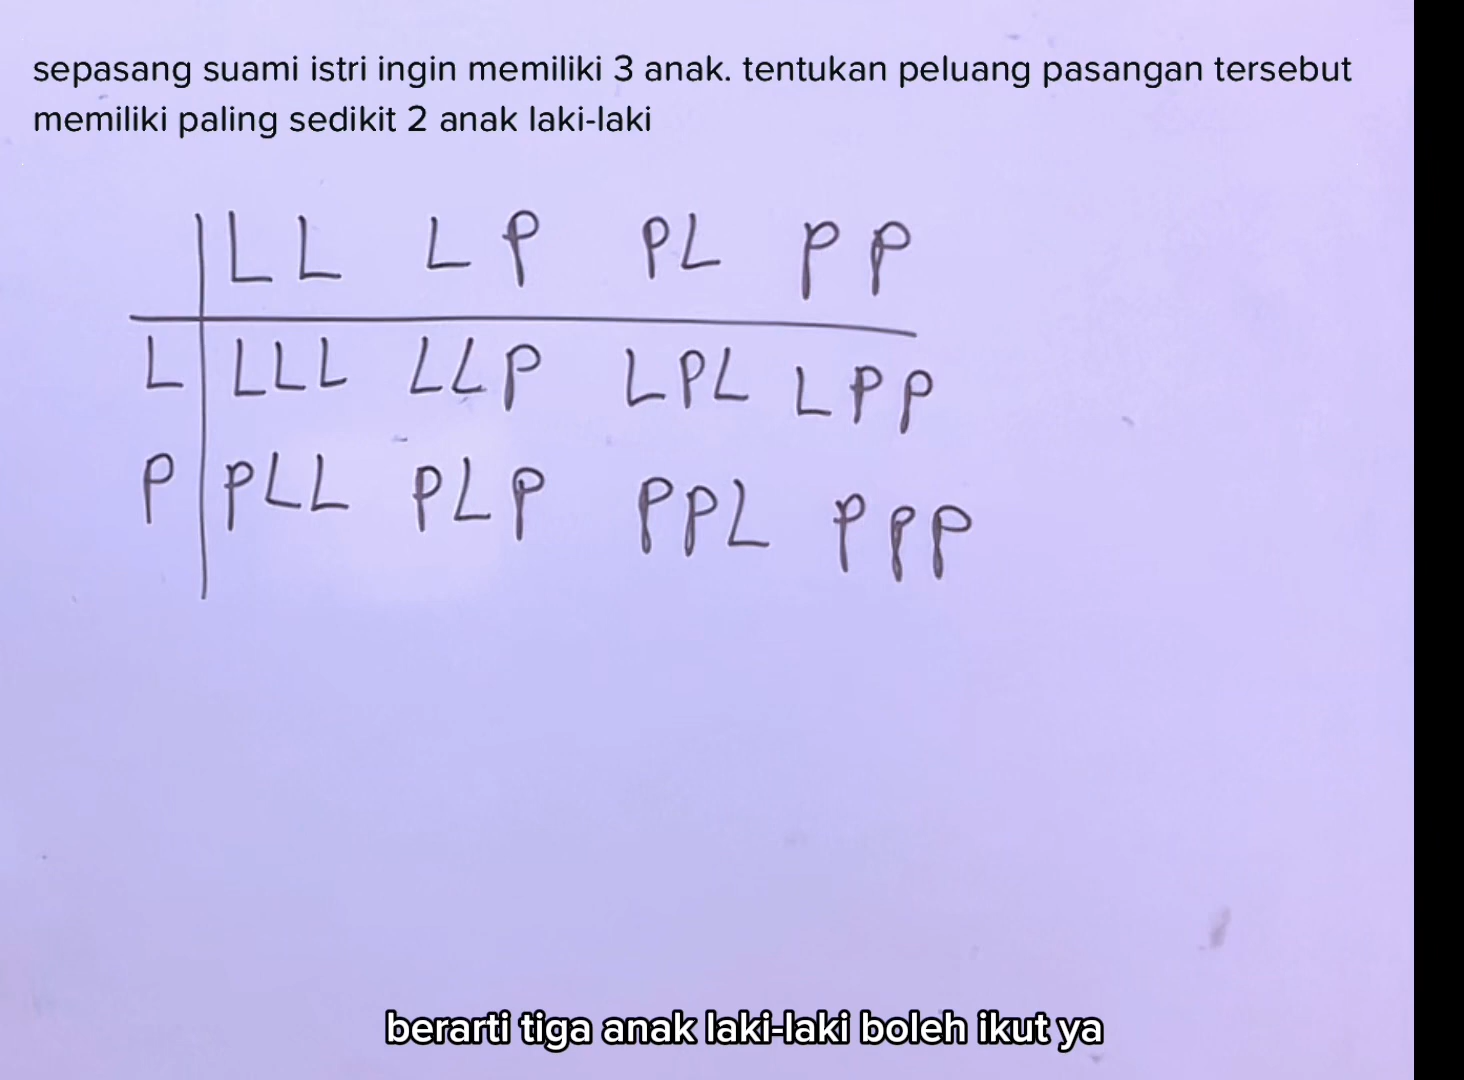 sepasang suami istri ingin memiliki 3 anak. tentukan peluang pasangan tersebut
memiliki paling sedikit 2 anak laki-laki
LL LP PL PP
L LLL LLP LPL LPP
P PLL PLP PPL PPP
berarti tiga anak laki-laki boleh ikut ya